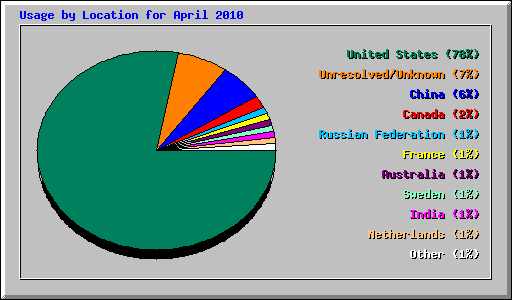 Usage by Location for April 2010
United States (78%)
Unresolved/Unknown (7%)
China (6%)
Canada (2%)
Russian Federation (1%)
France (1%)
Australia (1%)
Sweden (1%)
India (1%)
Netherlands (1%)
Other (1%)